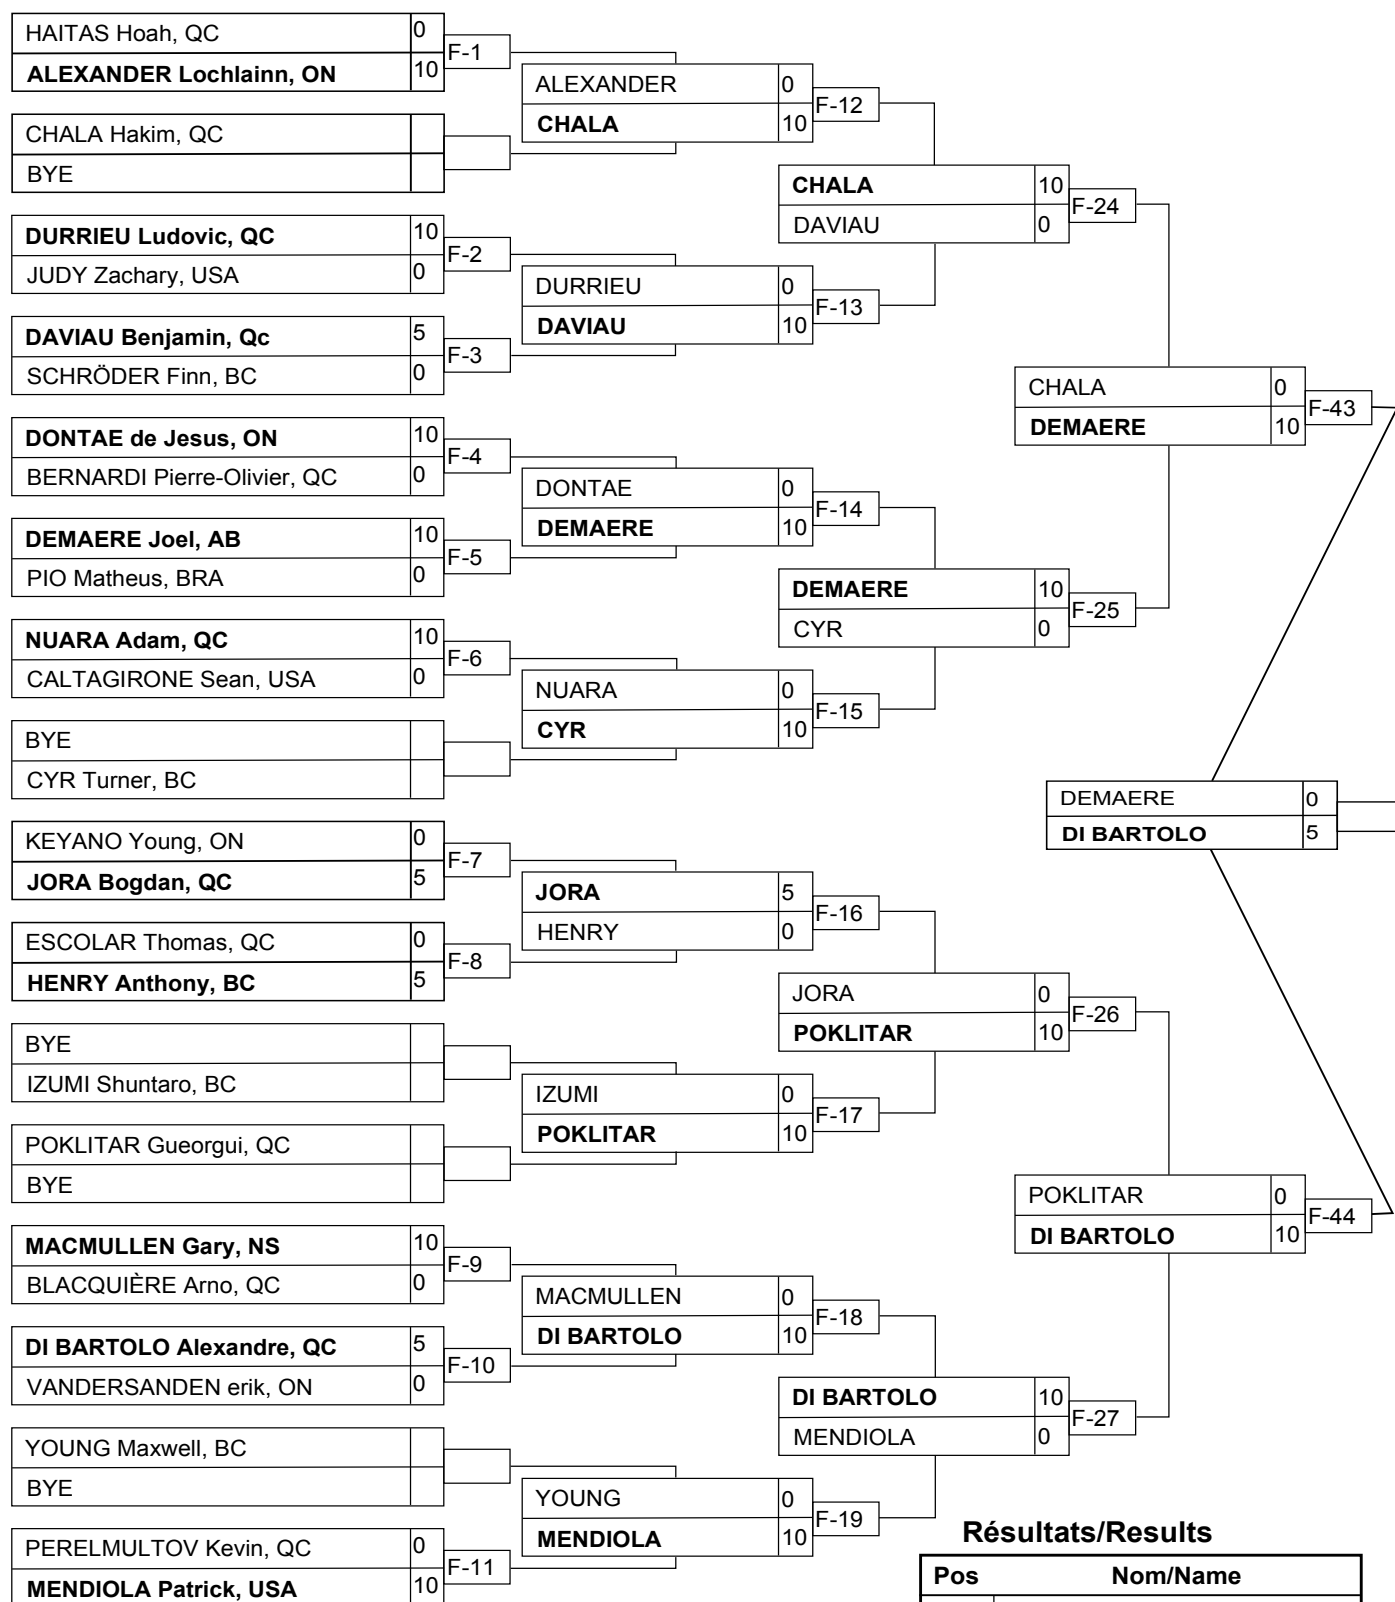 HAITAS Hoah, QC 0
F-1
ALEXANDER Lochlainn, ON 10
CHALA Hakim, QC
BYE
DURRIEU Ludovic, QC 10
F-2
JUDY Zachary, USA 0
DAVIAU Benjamin, Qc 5
F-3
SCHRÖDER Finn, BC 0
DONTAE de Jesus, ON 10
F-4
BERNARDI Pierre-Olivier, QC 0
DEMAERE Joel, AB 10
F-5
PIO Matheus, BRA 0
NUARA Adam, QC 10
F-6
CALTAGIRONE Sean, USA 0
BYE
CYR Turner, BC
KEYANO Young, ON 0
F-7
JORA Bogdan, QC 5
ESCOLAR Thomas, QC 0
F-8
HENRY Anthony, BC 5
BYE
IZUMI Shuntaro, BC
POKLITAR Gueorgui, QC
BYE
MACMULLEN Gary, NS 10
F-9
BLACQUIÈRE Arno, QC 0
DI BARTOLO Alexandre, QC 5
F-10
VANDERSANDEN erik, ON 0
YOUNG Maxwell, BC
BYE
PERELMULTOV Kevin, QC 0
F-11
MENDIOLA Patrick, USA 10
ALEXANDER 0
F-12
CHALA 10
DURRIEU 0
F-13
DAVIAU 10
DONTAE 0
F-14
DEMAERE 10
NUARA 0
F-15
CYR 10
JORA 5
F-16
HENRY 0
IZUMI 0
F-17
POKLITAR 10
MACMULLEN 0
F-18
DI BARTOLO 10
YOUNG 0
F-19
MENDIOLA 10
CHALA 10
F-24
DAVIAU 0
DEMAERE 10
F-25
CYR 0
JORA 0
F-26
POKLITAR 10
DI BARTOLO 10
F-27
MENDIOLA 0
CHALA 0
F-43
DEMAERE 10
POKLITAR 0
F-44
DI BARTOLO 10
DEMAERE 0
DI BARTOLO 5
Résultats/Results
Pos Nom/Name